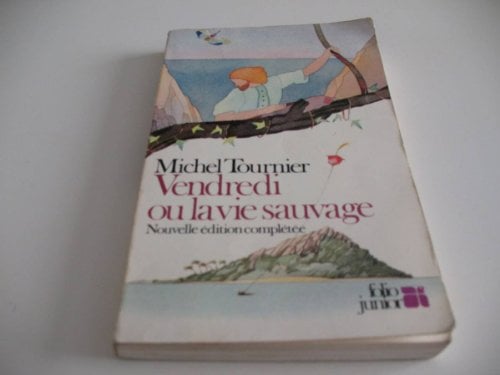 Michel Tournier
Vendredi
ou la vie sauvage
Nouvelle édition complétée
folio
junior